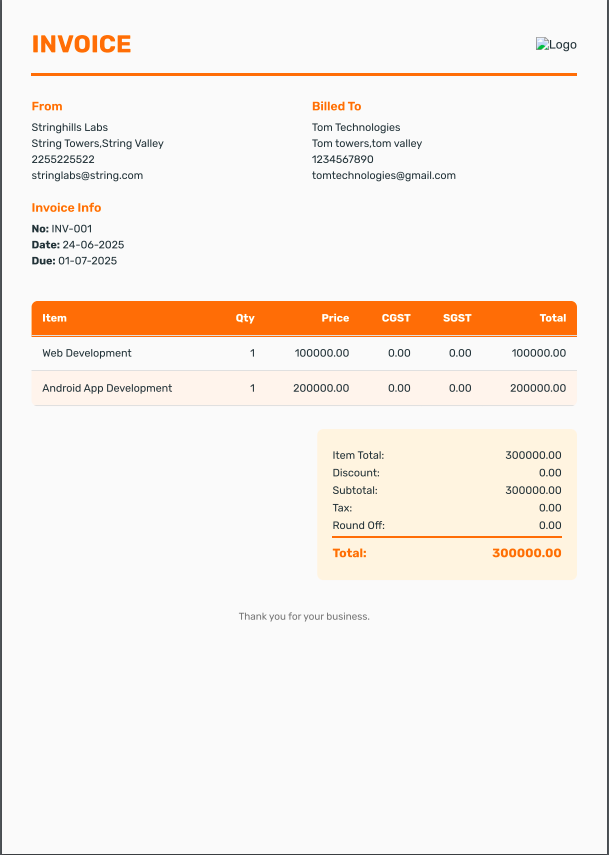 INVOICE
Logo
From
Stringhills Labs
String Towers,String Valley
2255225522
stringlabs@string.com
Billed To
Tom Technologies
Tom towers,tom valley
1234567890
tomtechnologies@gmail.com
Invoice Info
No: INV-001
Date: 24-06-2025
Due: 01-07-2025
Item Qty Price CGST SGST Total
Web Development 1 100000.00 0.00 0.00 100000.00
Android App Development 1 200000.00 0.00 0.00 200000.00
Item Total: 300000.00
Discount: 0.00
Subtotal: 300000.00
Tax: 0.00
Round Off: 0.00
Total: 300000.00
Thank you for your business.